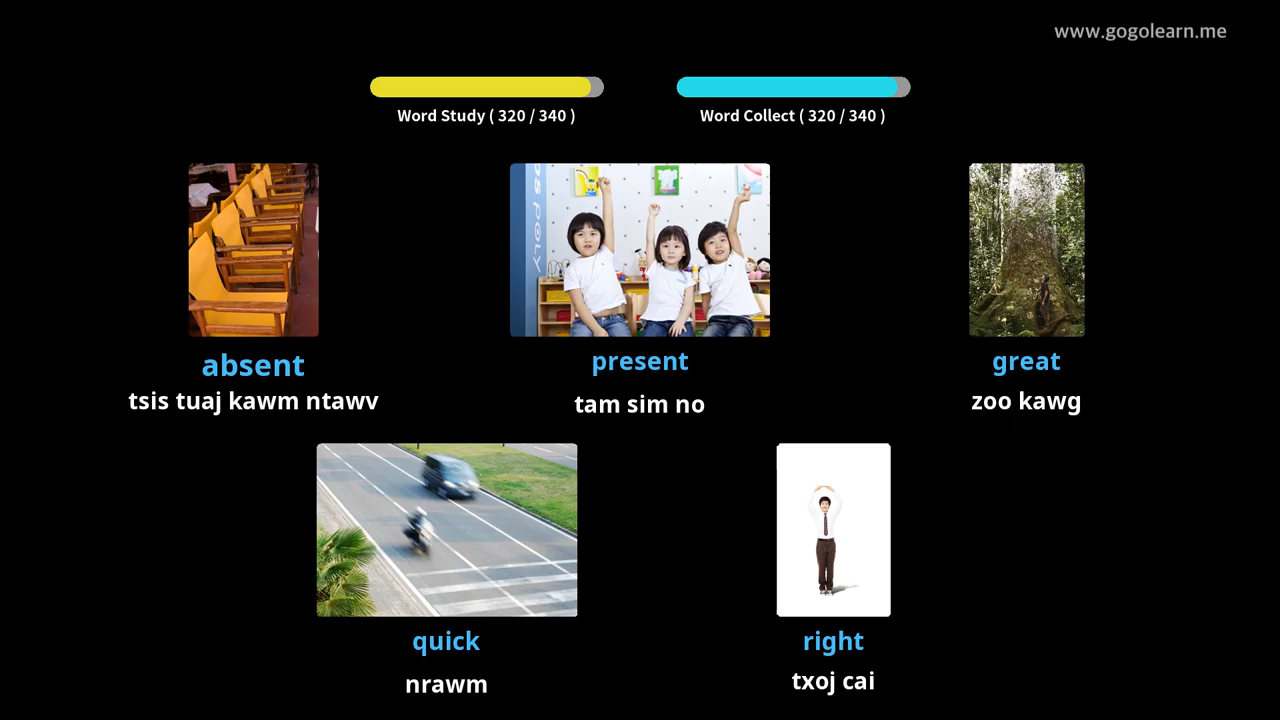 www.gogolearn.me
Word Study ( 320 / 340 )
Word Collect ( 320 / 340 )
absent
tsis tuaj kawm ntawv
present
tam sim no
great
zoo kawg
quick
nrawm
right
txoj cai